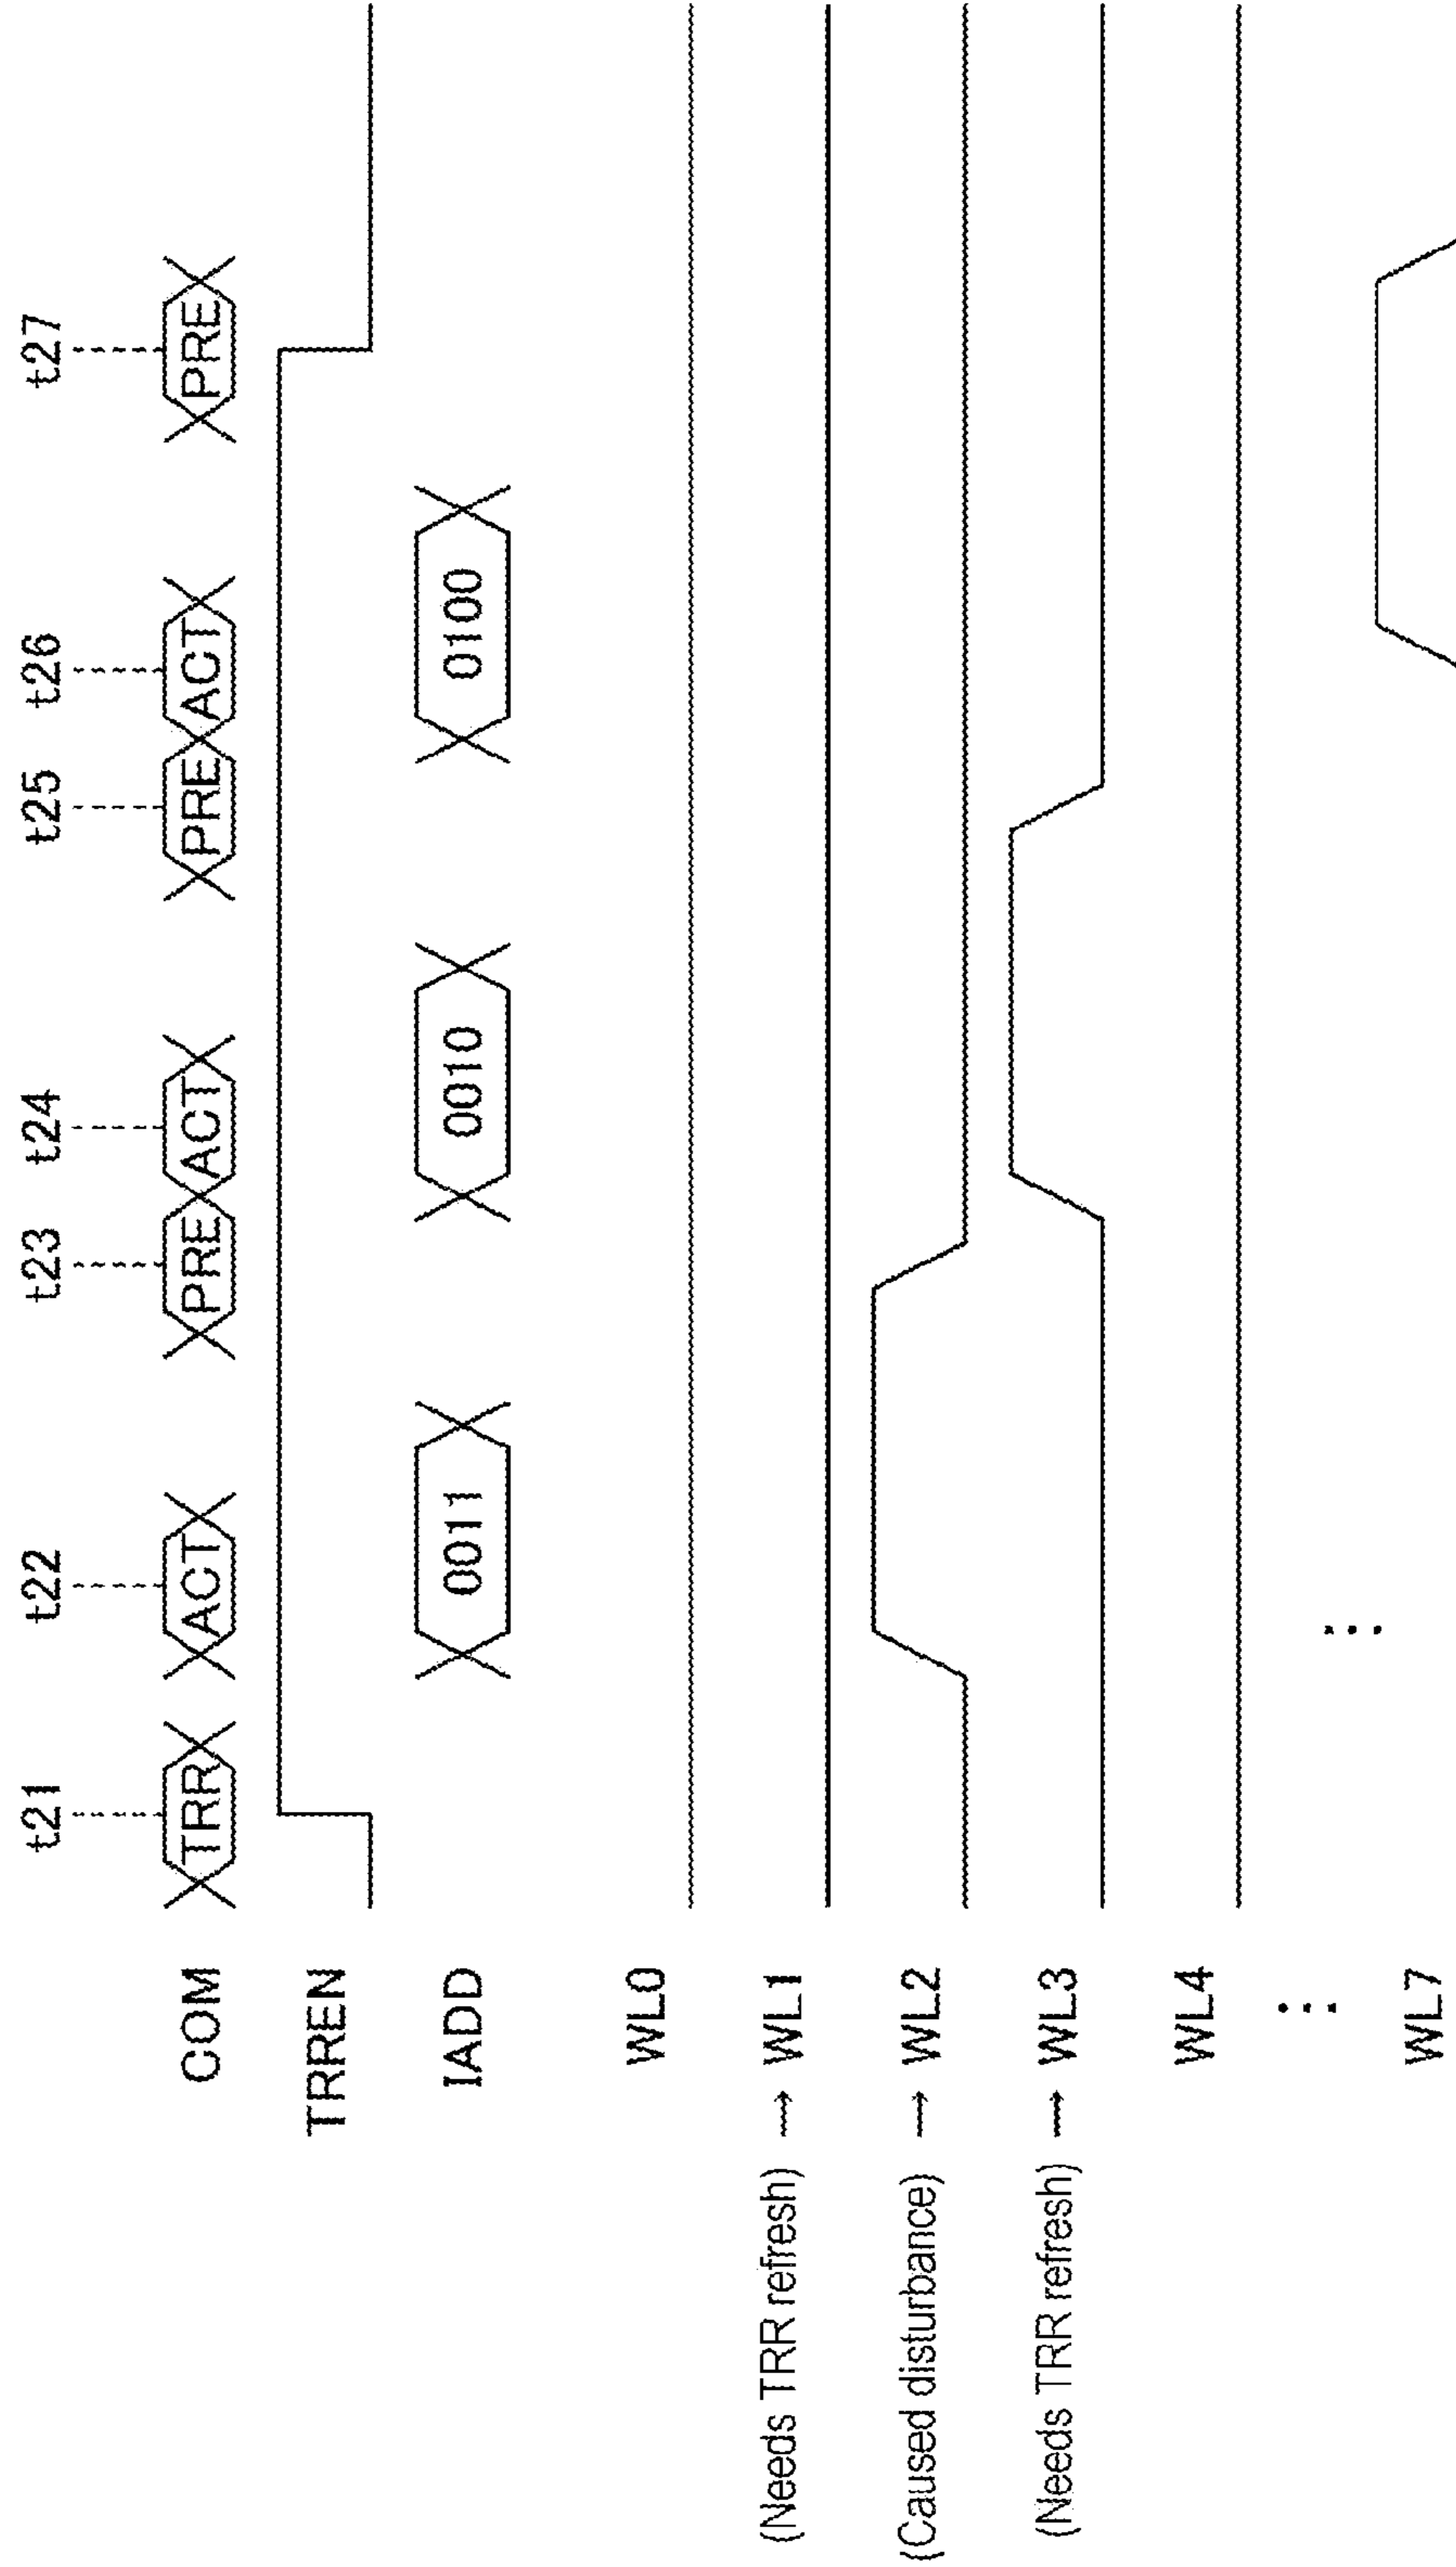 t21 t22 t23 t24 t25 t26 t27
COM TRR ACT PRE ACT PRE ACT PRE
TRREN
IADD 0011 0010 0100
WL0
(Needs TRR refresh) → WL1
(Caused disturbance) → WL2
(Needs TRR refresh) → WL3
WL4
WL7